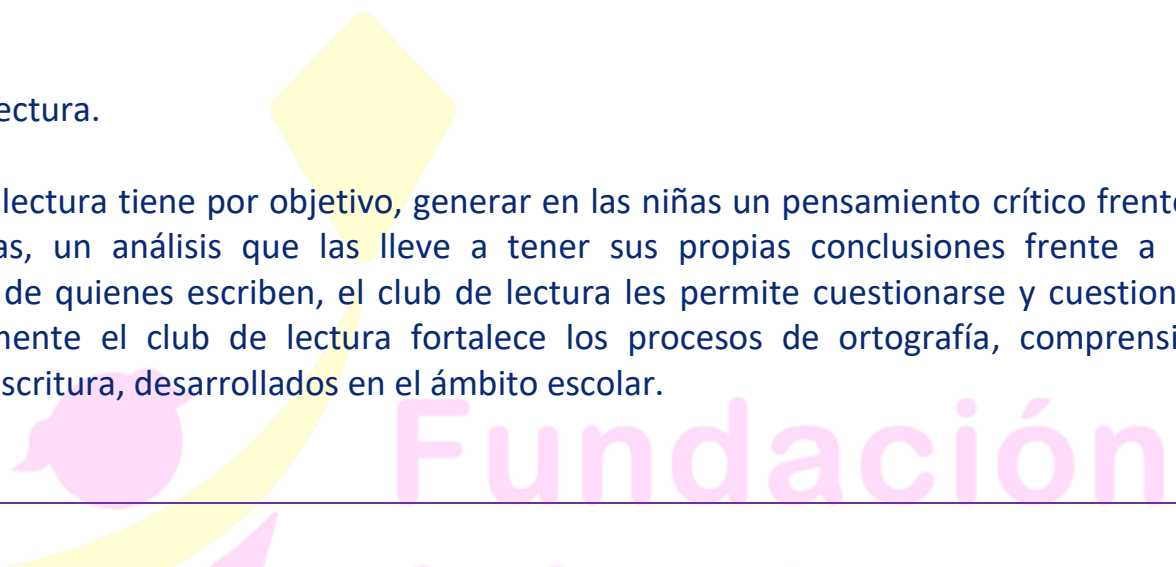 ectura.
lectura tiene por objetivo, generar en las niñas un pensamiento crítico frente
as, un análisis que las lleve a tener sus propias conclusiones frente a
de quienes escriben, el club de lectura les permite cuestionarse y cuestion
mente el club de lectura fortalece los procesos de ortografía, comprensi
scritura, desarrollados en el ámbito escolar.
Fundación